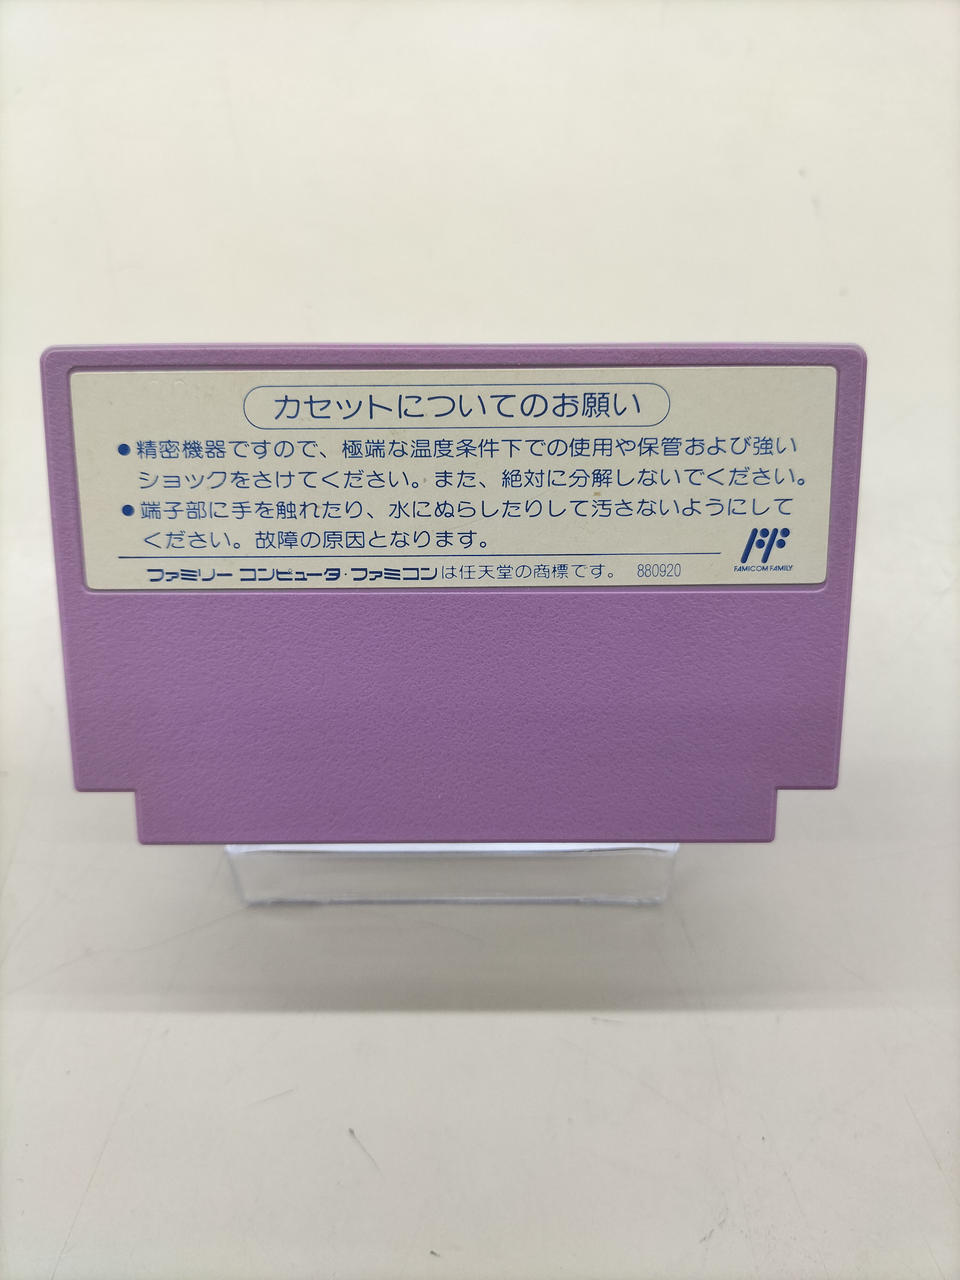 カセットについてのお願い
●精密機器ですので、極端な温度条件下での使用や保管および強い
ショックをさけてください。また、絶対に分解しないでください。
●端子部に手を触れたり、水にぬらしたりして汚さないようにして
ください。故障の原因となります。
FAMICOM FAMILY
ファミリー コンピュータ・ファミコンは任天堂の商標です。 880920